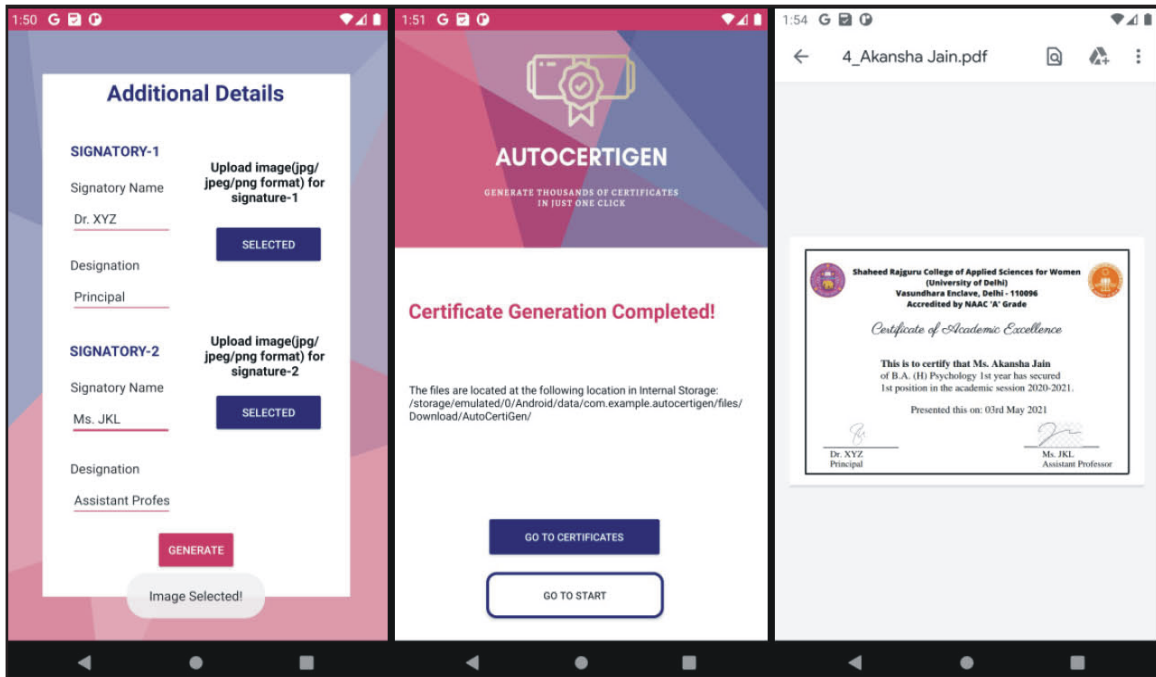 1:50
Additional Details
SIGNATORY-1
Upload image(jpg/
jpeg/png format) for
signature-1
Signatory Name
Dr. XYZ
SELECTED
Designation
Principal
SIGNATORY-2
Upload image(jpg/
jpeg/png format) for
signature-2
Signatory Name
Ms. JKL
SELECTED
Designation
Assistant Profes
GENERATE
Image Selected!
1:51
AUTOCERTIGEN
GENERATE THOUSANDS OF CERTIFICATES
IN JUST ONE CLICK
Certificate Generation Completed!
The files are located at the following location in Internal Storage:
/storage/emulated/0/Android/data/com.example.autocertigen/files/
Download/AutoCertiGen/
GO TO CERTIFICATES
GO TO START
1:54
4_Akansha Jain.pdf
Shaheed Rajguru College of Applied Sciences for Women
(University of Delhi)
Vasundhara Enclave, Delhi - 110096
Accredited by NAAC 'A' Grade
Certificate of Academic Excellence
This is to certify that Ms. Akansha Jain
of B.A. (H) Psychology 1st year has secured
1st position in the academic session 2020-2021.
Presented this on: 03rd May 2021
Dr. XYZ
Principal
Ms. JKL
Assistant Professor